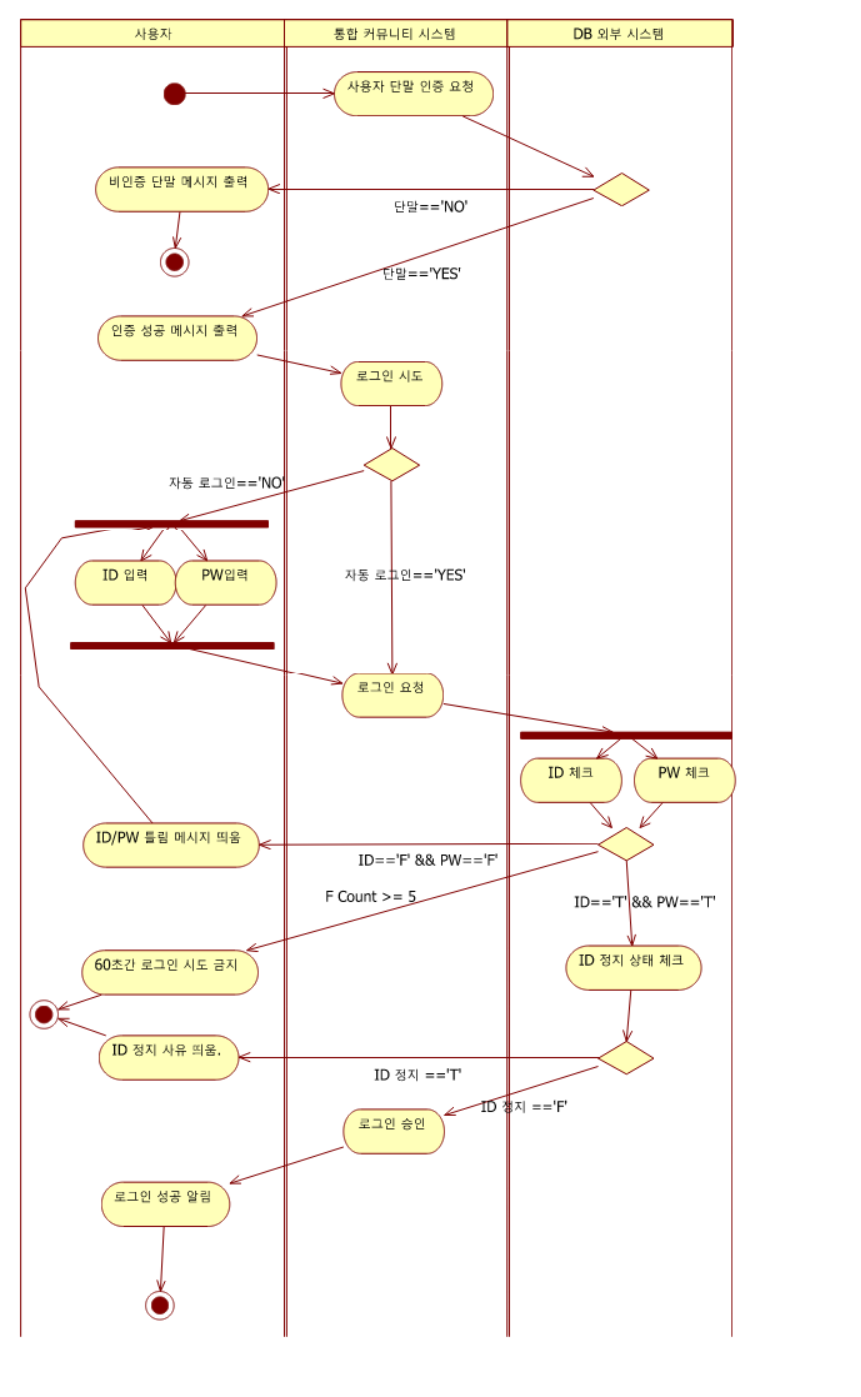 사용자
통합 커뮤니티 시스템
DB 외부 시스템
사용자 단말 인증 요청
비인증 단말 메시지 출력
단말=='NO'
단말=='YES'
인증 성공 메시지 출력
로그인 시도
자동 로그인=='NO'
ID 입력
PW입력
자동 로그인=='YES'
로그인 요청
ID 체크
PW 체크
ID/PW 틀림 메시지 띄움
ID=='F' && PW=='F'
F Count >= 5
ID=='T' && PW=='T'
60초간 로그인 시도 금지
ID 정지 상태 체크
ID 정지 사유 띄움.
ID 정지 =='T'
ID 정지 =='F'
로그인 승인
로그인 성공 알림